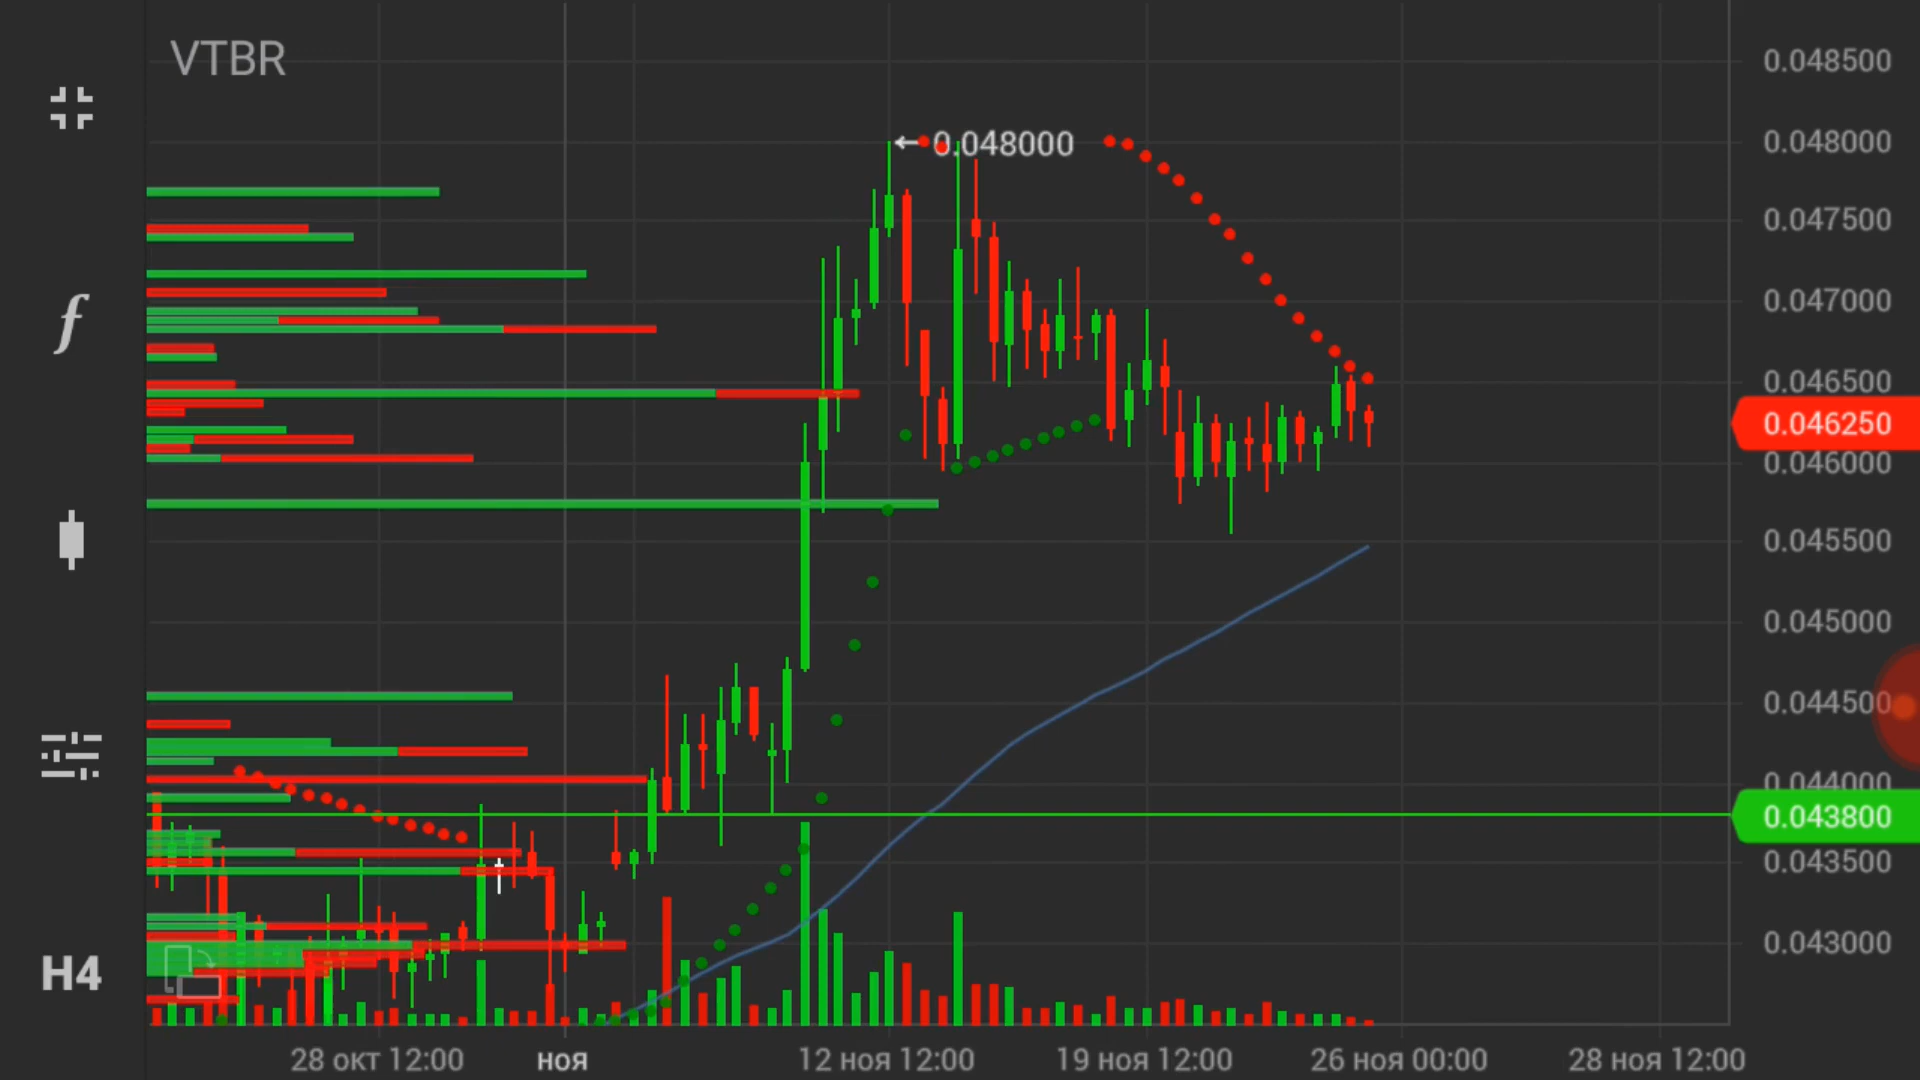 VTBR
0.048500
0.048000
0.048000
0.047500
0.047000
0.046500
0.046250
0.046000
0.045500
0.045000
0.044500
0.044000
0.043800
0.043500
0.043000
f
H4
28 окт 12:00
ноя
12 ноя 12:00
19 ноя 12:00
26 ноя 00:00
28 ноя 12:00